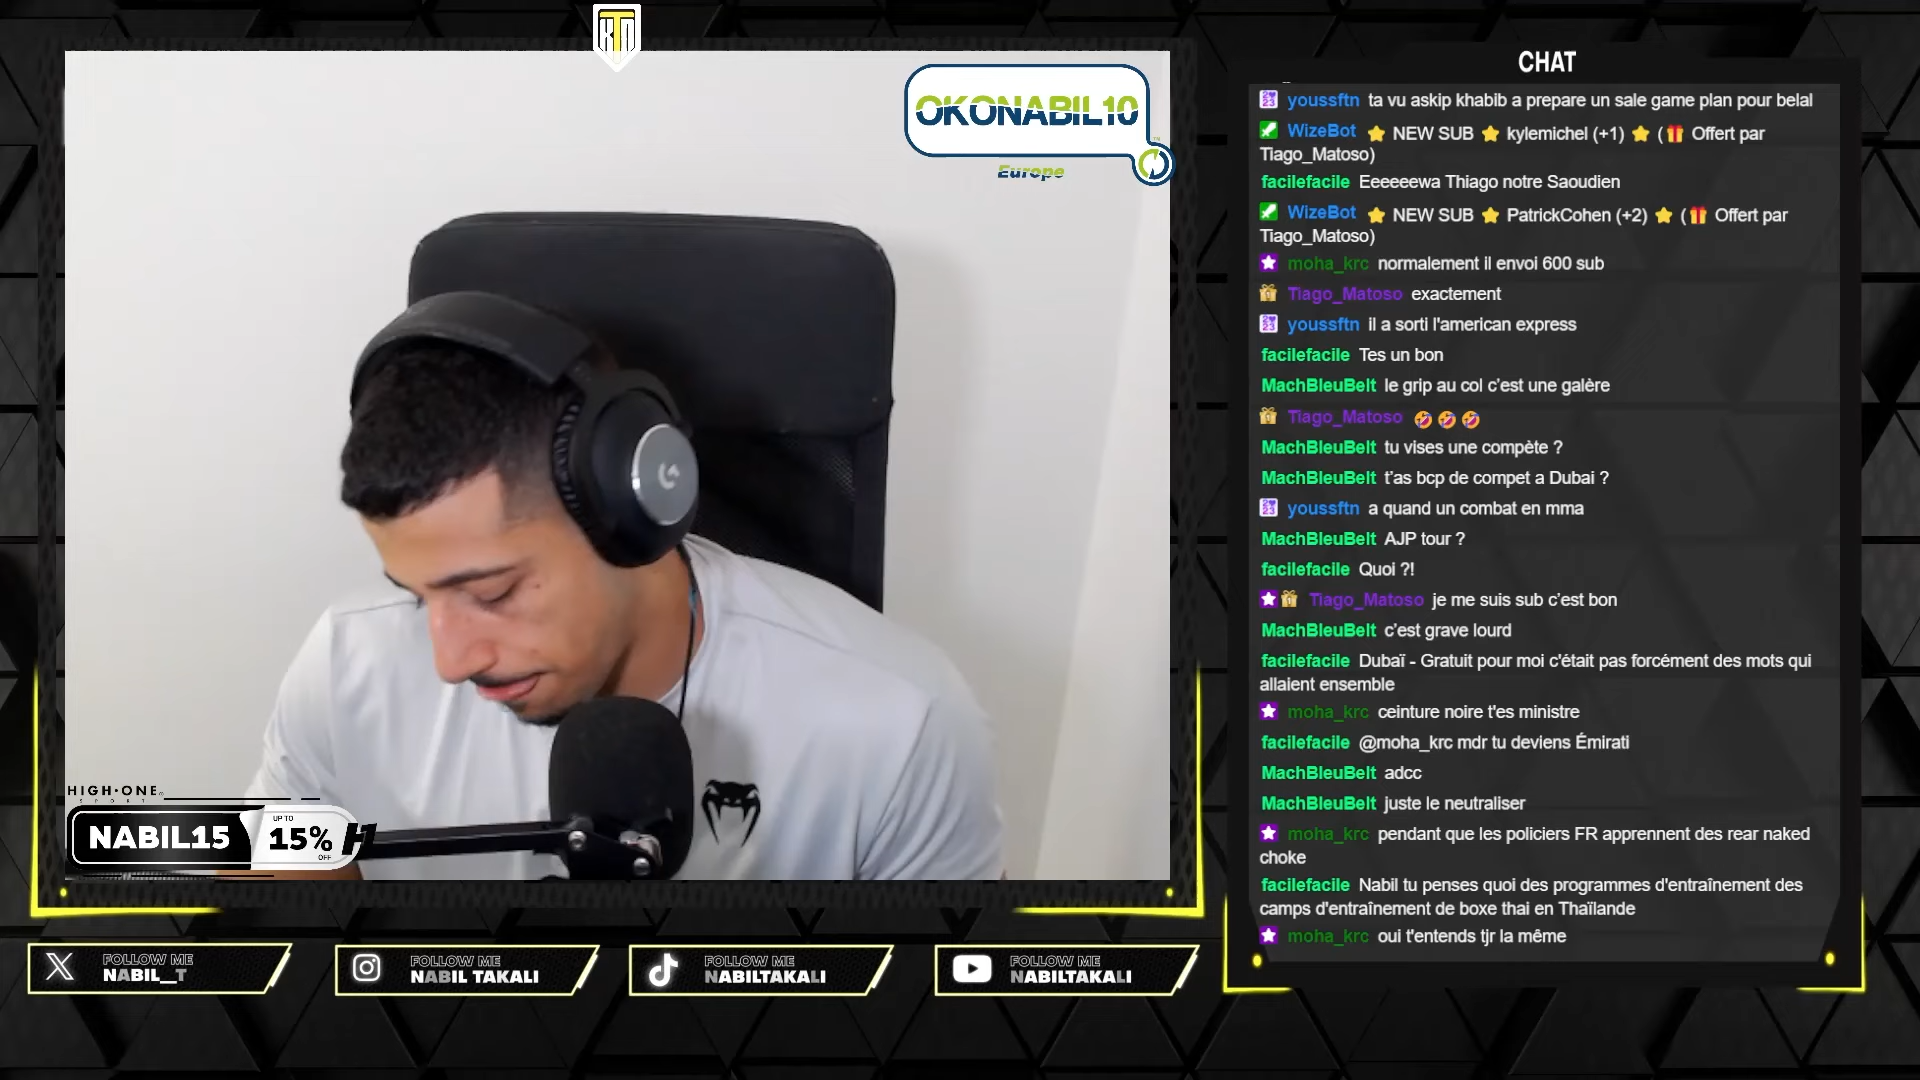 KTN
OKONABIL10
Europe
HIGH·ONE
SPORT
NABIL15
UP TO
15%
OFF
FOLLOW ME
NABIL__T
FOLLOW ME
NABIL TAKALI
FOLLOW ME
NABILTAKALI
FOLLOW ME
NABILTAKALI
CHAT
youssftn ta vu askip khabib a prepare un sale game plan pour belal
WizeBot ⭐ NEW SUB ⭐ kylemichel (+1) ⭐ (🎁 Offert par
Tiago_Matoso)
facilefacile Eeeeeewa Thiago notre Saoudien
WizeBot ⭐ NEW SUB ⭐ PatrickCohen (+2) ⭐ (🎁 Offert par
Tiago_Matoso)
moha_krc normalement il envoi 600 sub
Tiago_Matoso exactement
youssftn il a sorti l'american express
facilefacile Tes un bon
MachBleuBelt le grip au col c’est une galère
Tiago_Matoso 🤣 🤣 🤣
MachBleuBelt tu vises une compète ?
MachBleuBelt t’as bcp de compet a Dubai ?
youssftn a quand un combat en mma
MachBleuBelt AJP tour ?
facilefacile Quoi ?!
Tiago_Matoso je me suis sub c’est bon
MachBleuBelt c’est grave lourd
facilefacile Dubaï - Gratuit pour moi c'était pas forcément des mots qui
allaient ensemble
moha_krc ceinture noire t'es ministre
facilefacile @moha_krc mdr tu deviens Émirati
MachBleuBelt adcc
MachBleuBelt juste le neutraliser
moha_krc pendant que les policiers FR apprennent des rear naked
choke
facilefacile Nabil tu penses quoi des programmes d'entraînement des
camps d'entraînement de boxe thai en Thaïlande
moha_krc oui t'entends tjr la même